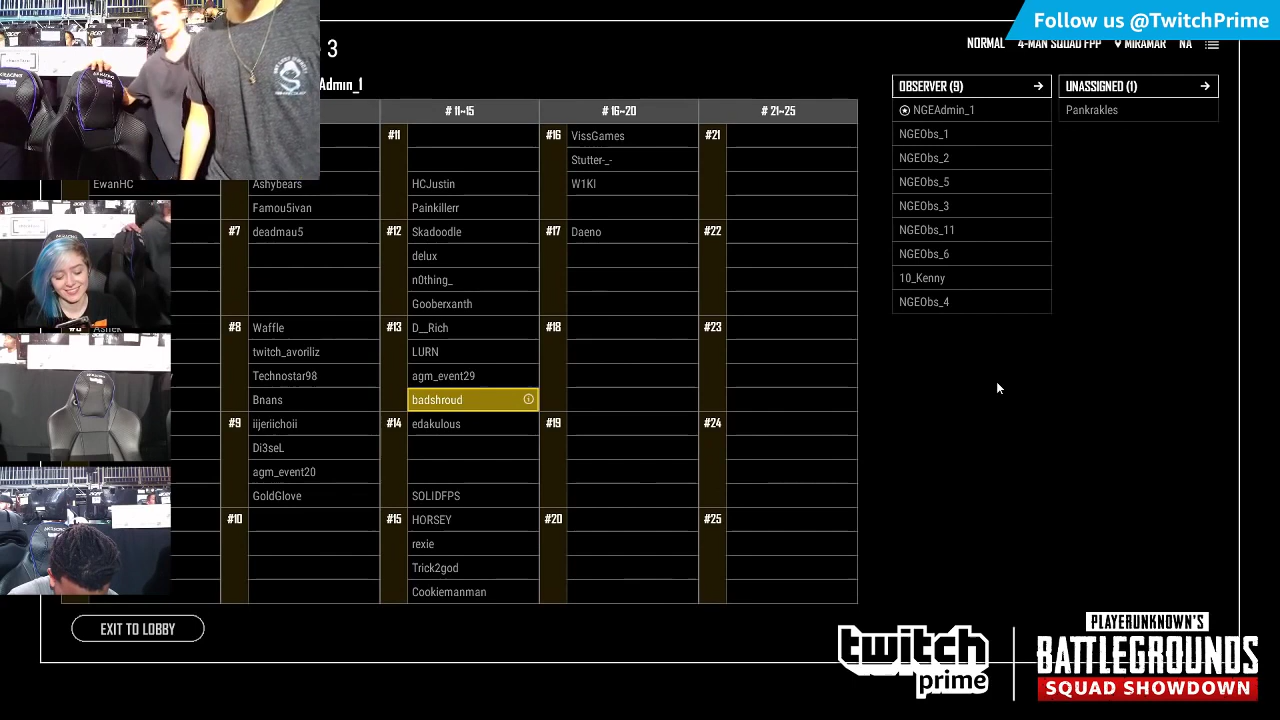 Follow us @TwitchPrime
3
NORMAL 4-MAN SQUAD FPP MIRAMAR NA
Admin_1
OBSERVER (9)
UNASSIGNED (1)
# 11~15
# 16~20
# 21~25
NGEAdmin_1
Pankrakles
NGEObs_1
NGEObs_2
NGEObs_5
NGEObs_3
NGEObs_11
NGEObs_6
10_Kenny
NGEObs_4
EwanHC
Ashybears
Famou5ivan
#7 deadmau5
#8 Waffle
twitch_avoriliz
Technostar98
Bnans
#9 iijeriichoii
Di3seL
agm_event20
GoldGlove
#10
#11
HCJustin
Painkillerr
#12 Skadoodle
delux
n0thing_
Gooberxanth
#13 D__Rich
LURN
agm_event29
badshroud
#14 edakulous
SOLIDFPS
#15 HORSEY
rexie
Trick2god
Cookiemanman
#16 VissGames
Stutter-_-
W1KI
#17 Daeno
#18
#19
#20
#21
#22
#23
#24
#25
EXIT TO LOBBY
twitch prime
PLAYERUNKNOWN'S
BATTLEGROUNDS
SQUAD SHOWDOWN